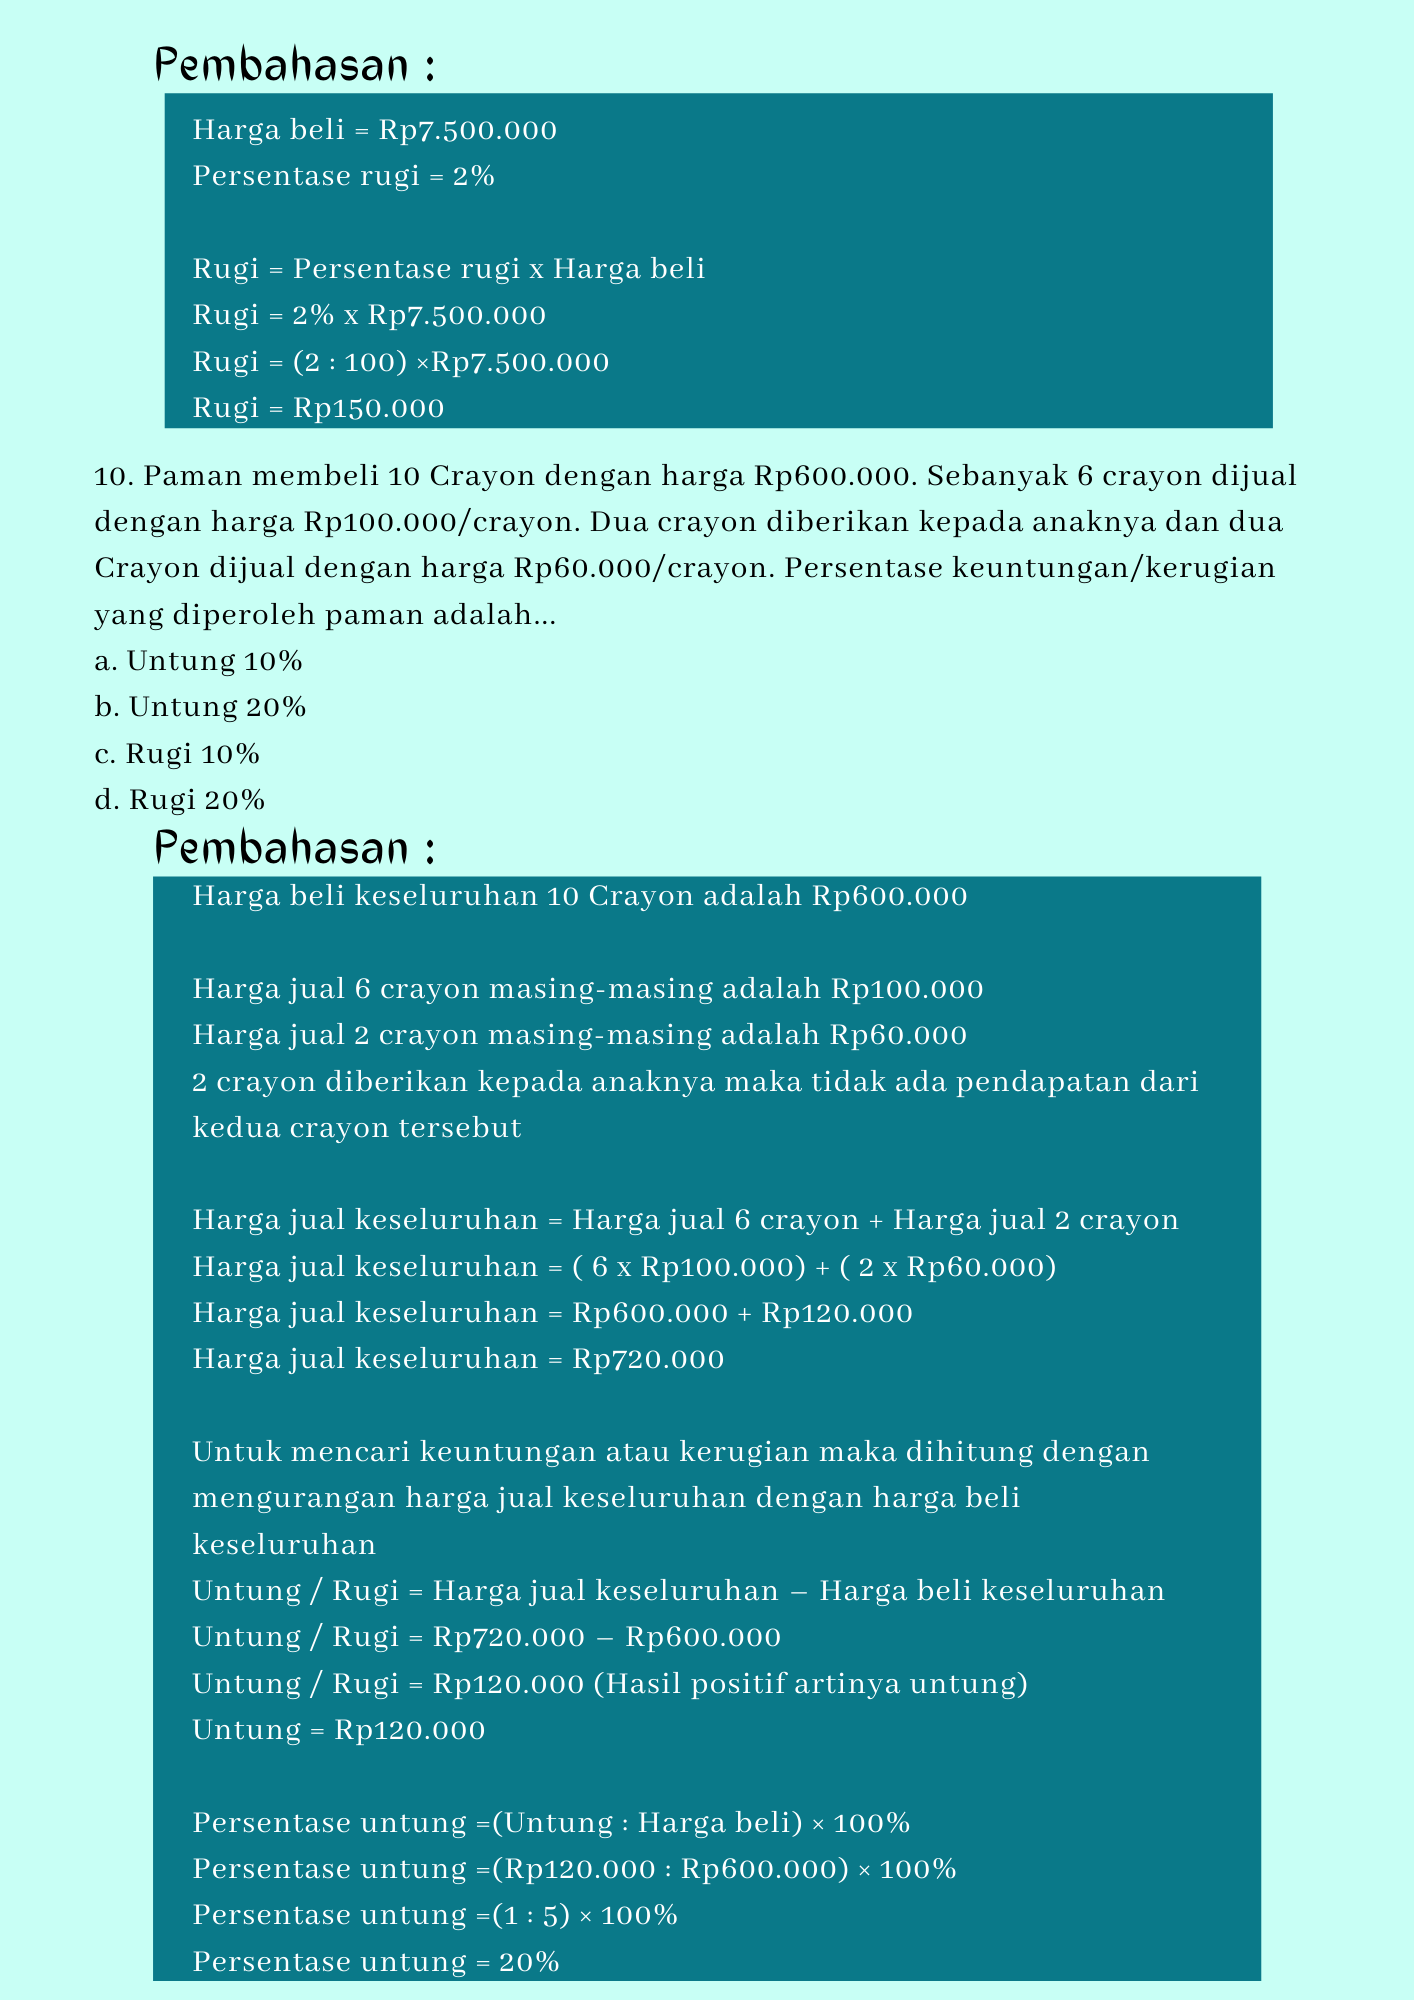 Pembahasan :
Harga beli = Rp7.500.000
Persentase rugi = 2%
Rugi = Persentase rugi x Harga beli
Rugi = 2% x Rp7.500.000
Rugi = (2 : 100) ×Rp7.500.000
Rugi = Rp150.000
10. Paman membeli 10 Crayon dengan harga Rp600.000. Sebanyak 6 crayon dijual
dengan harga Rp100.000/crayon. Dua crayon diberikan kepada anaknya dan dua
Crayon dijual dengan harga Rp60.000/crayon. Persentase keuntungan/kerugian
yang diperoleh paman adalah...
a. Untung 10%
b. Untung 20%
c. Rugi 10%
d. Rugi 20%
Pembahasan :
Harga beli keseluruhan 10 Crayon adalah Rp600.000
Harga jual 6 crayon masing-masing adalah Rp100.000
Harga jual 2 crayon masing-masing adalah Rp60.000
2 crayon diberikan kepada anaknya maka tidak ada pendapatan dari
kedua crayon tersebut
Harga jual keseluruhan = Harga jual 6 crayon + Harga jual 2 crayon
Harga jual keseluruhan = ( 6 x Rp100.000) + ( 2 x Rp60.000)
Harga jual keseluruhan = Rp600.000 + Rp120.000
Harga jual keseluruhan = Rp720.000
Untuk mencari keuntungan atau kerugian maka dihitung dengan
mengurangan harga jual keseluruhan dengan harga beli
keseluruhan
Untung / Rugi = Harga jual keseluruhan – Harga beli keseluruhan
Untung / Rugi = Rp720.000 – Rp600.000
Untung / Rugi = Rp120.000 (Hasil positif artinya untung)
Untung = Rp120.000
Persentase untung =(Untung : Harga beli) × 100%
Persentase untung =(Rp120.000 : Rp600.000) × 100%
Persentase untung =(1 : 5) × 100%
Persentase untung = 20%